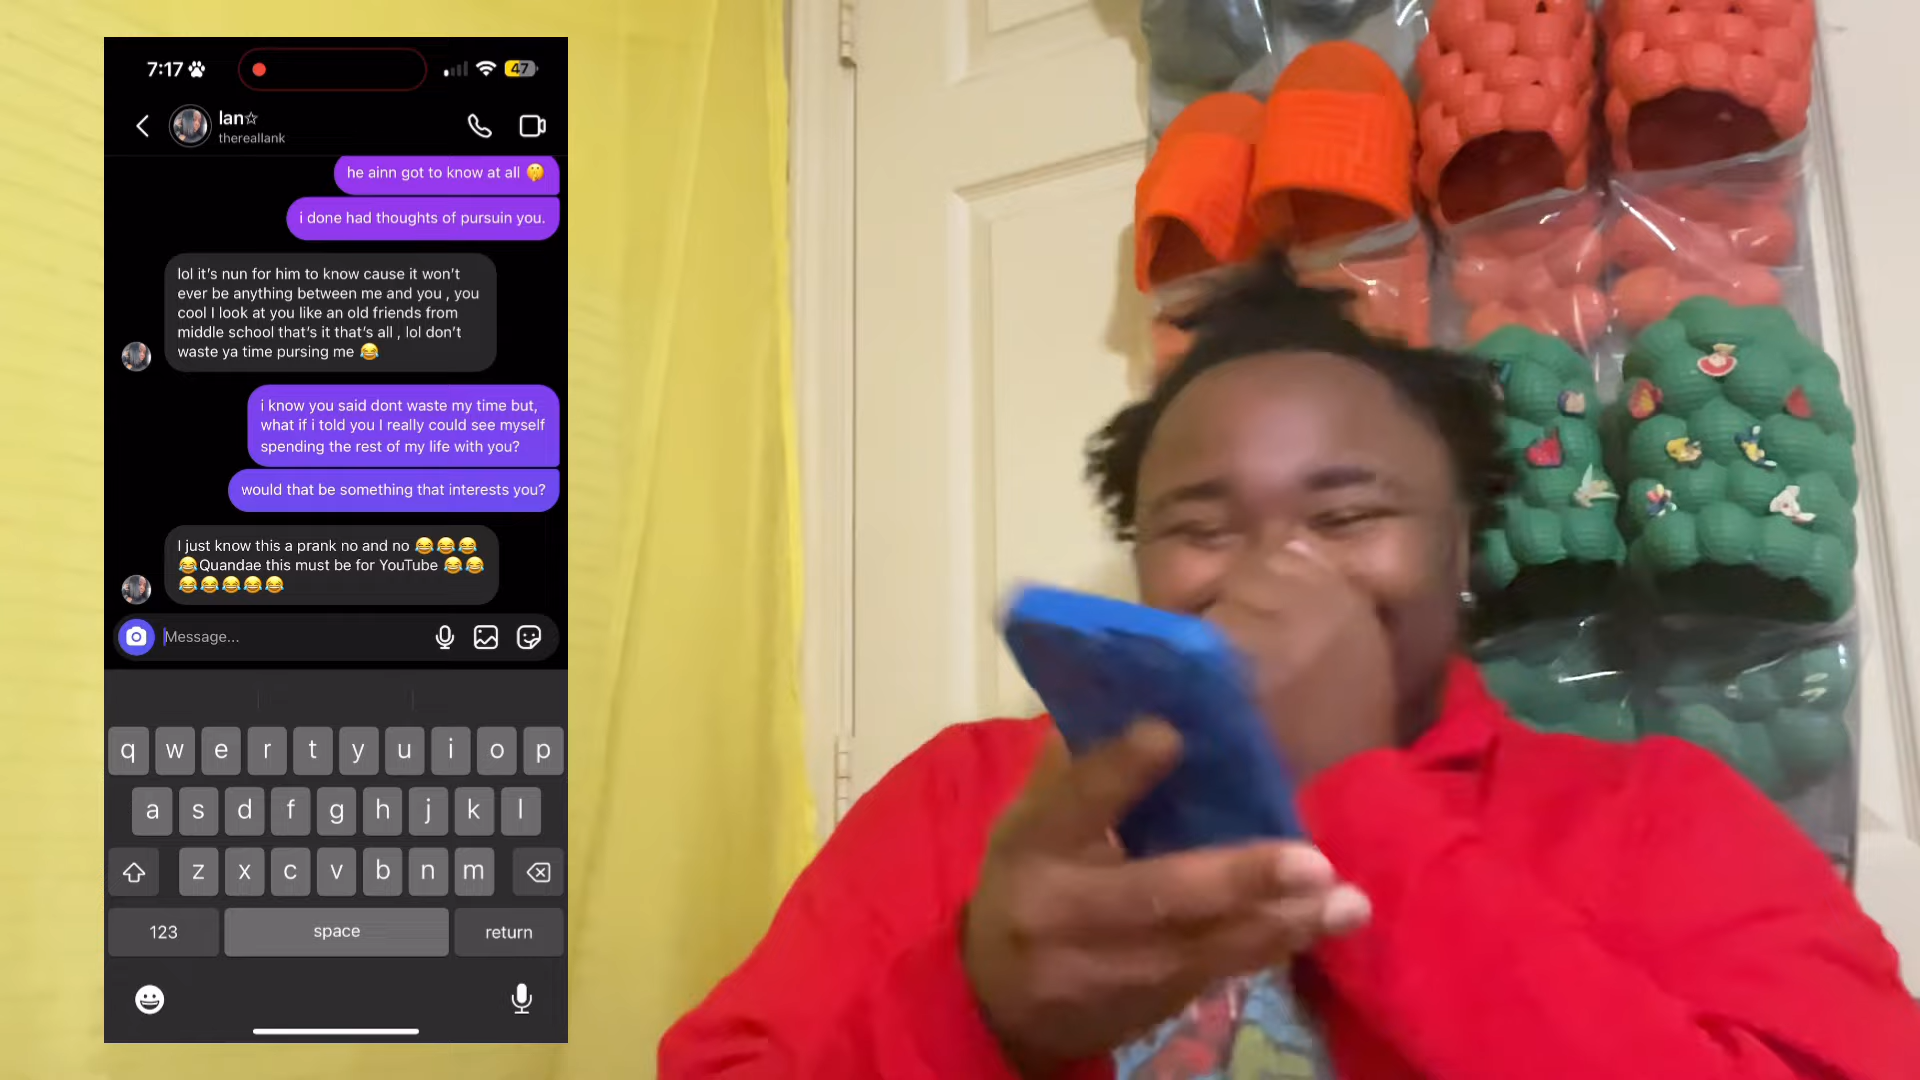 7:17
47
lan☆
thereallank
he ainn got to know at all 🤫
i done had thoughts of pursuin you.
lol it's nun for him to know cause it won't
ever be anything between me and you , you
cool I look at you like an old friends from
middle school that's it that's all , lol don't
waste ya time pursing me 😂
i know you said dont waste my time but,
what if i told you I really could see myself
spending the rest of my life with you?
would that be something that interests you?
I just know this a prank no and no 😂😂😂
😂Quandae this must be for YouTube 😂😂
😂😂😂😂😂
Message...
q w e r t y u i o p
a s d f g h j k l
z x c v b n m
123 space return